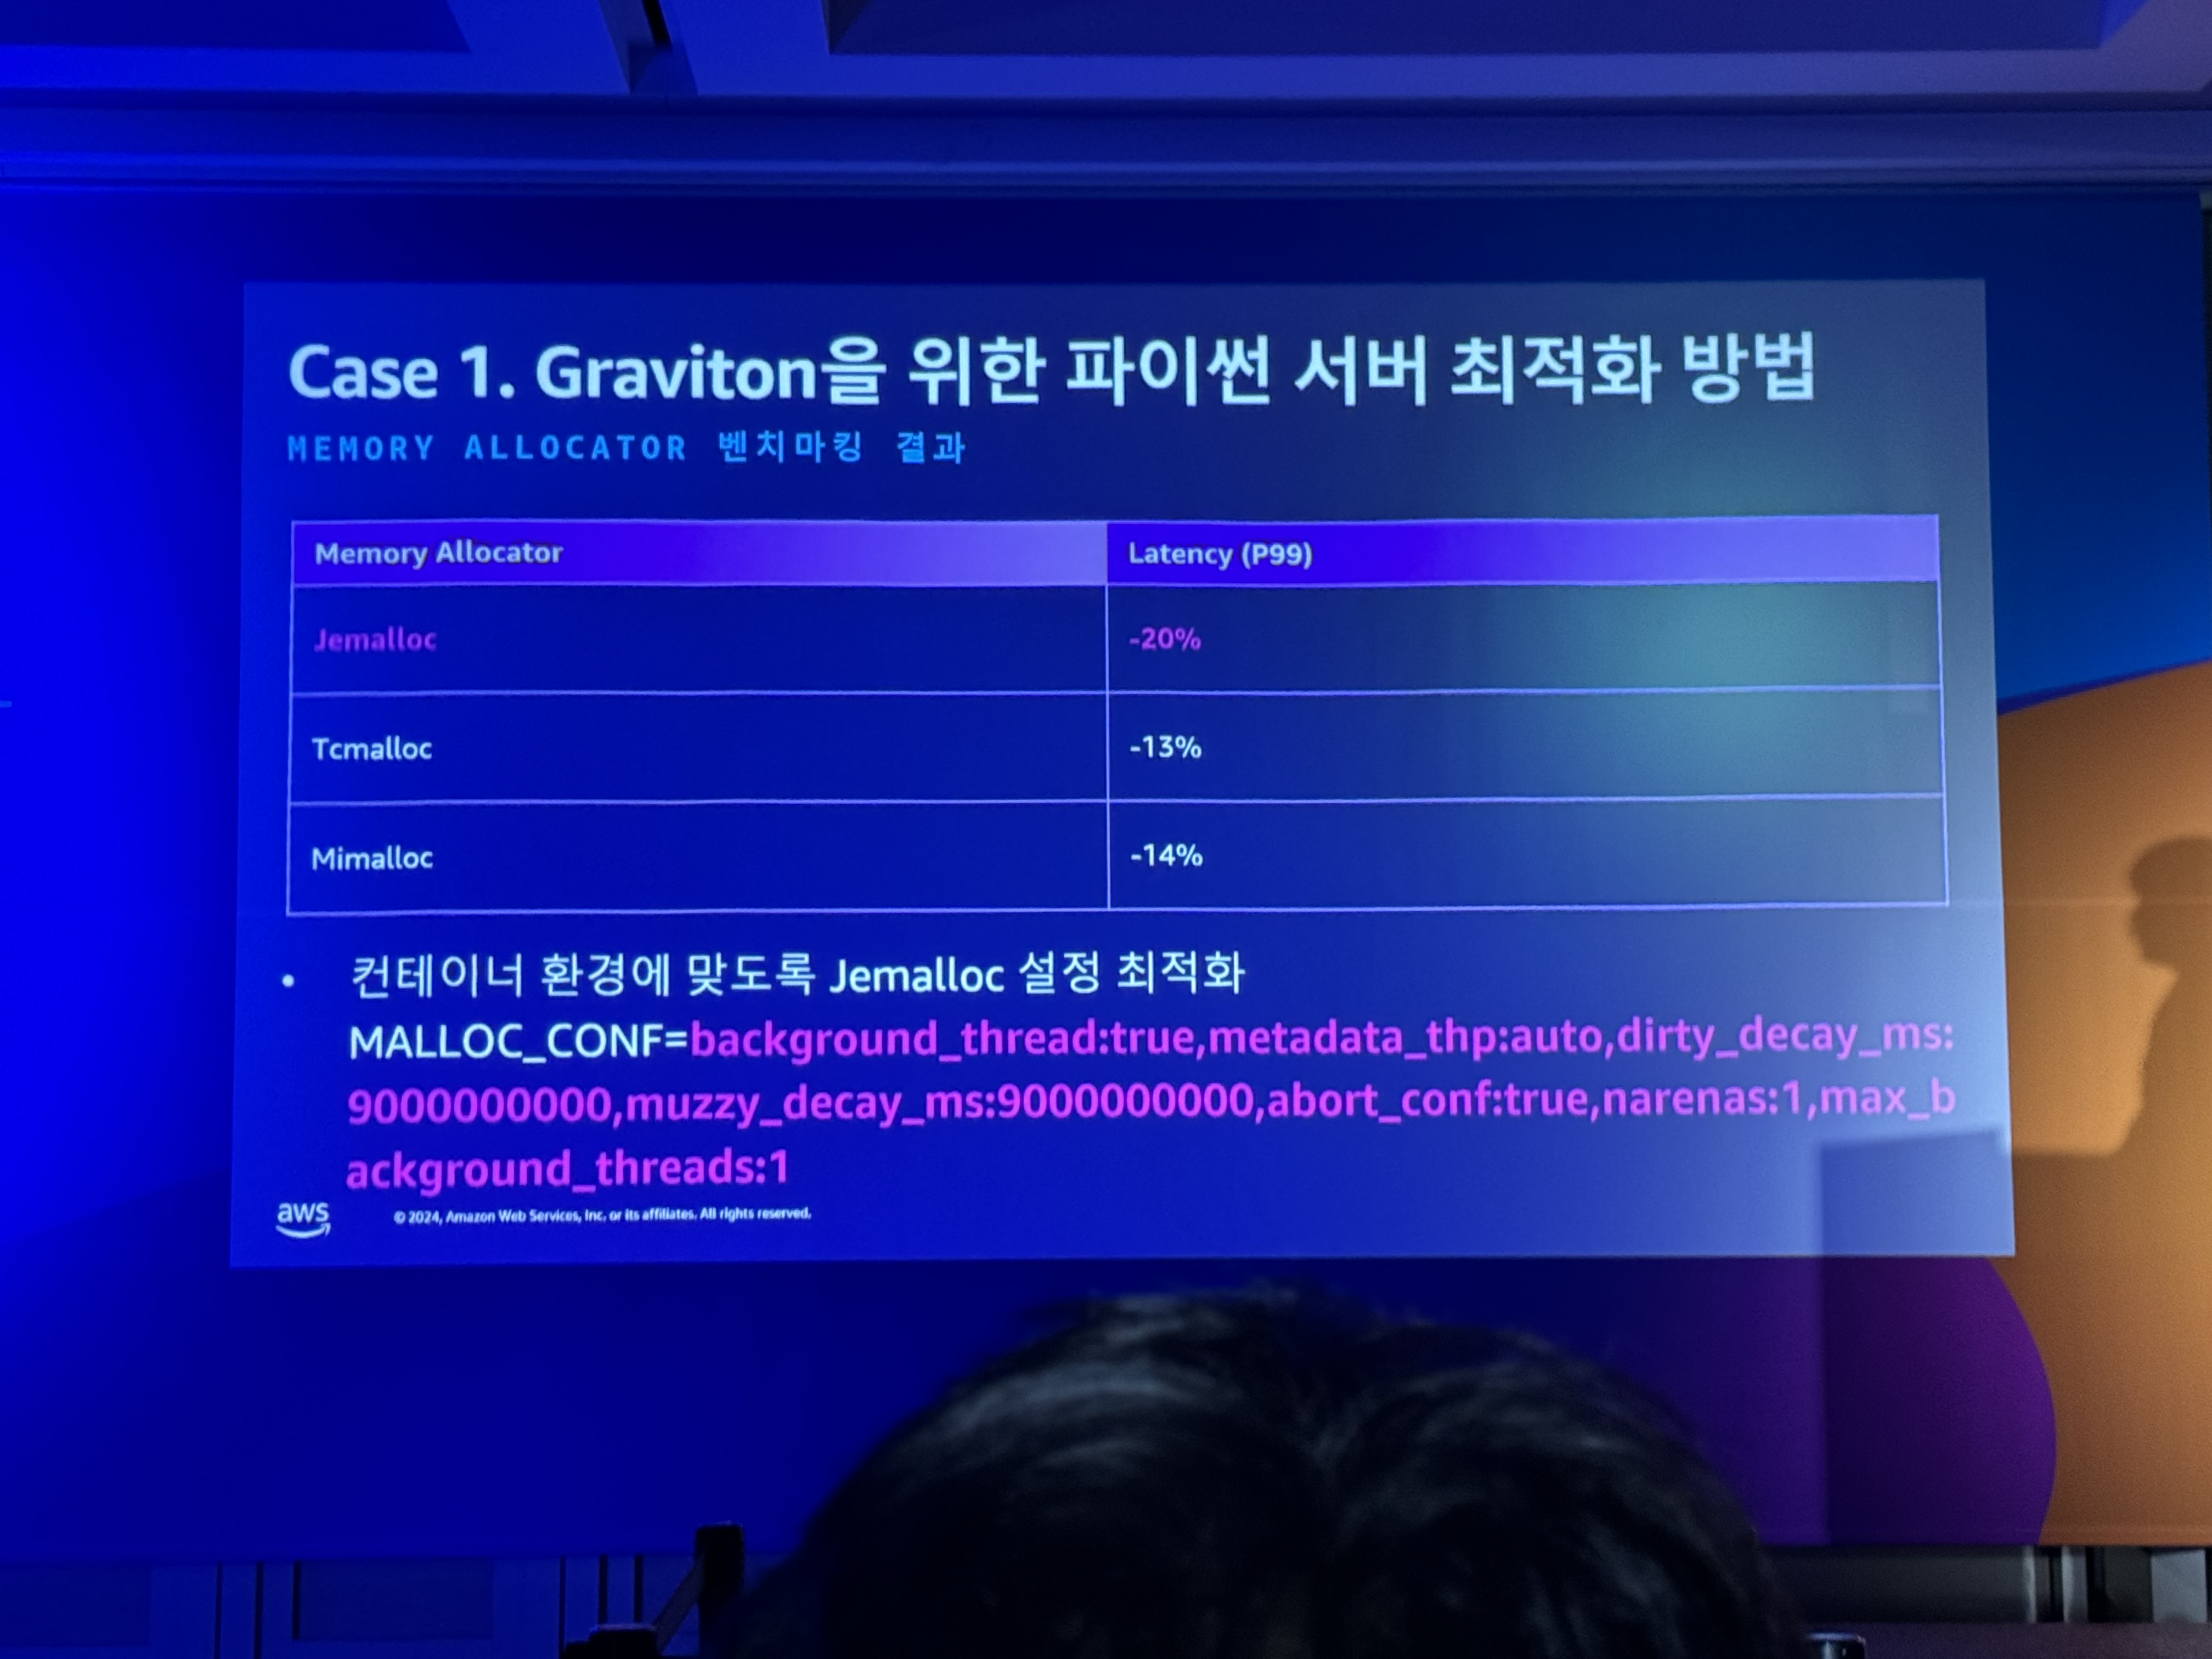 Case 1. Graviton을 위한 파이썬 서버 최적화 방법
MEMORY ALLOCATOR 벤치마킹 결과
Memory Allocator Latency (P99)
Jemalloc -20%
Tcmalloc -13%
Mimalloc -14%
• 컨테이너 환경에 맞도록 Jemalloc 설정 최적화
MALLOC_CONF=background_thread:true,metadata_thp:auto,dirty_decay_ms:
9000000000,muzzy_decay_ms:9000000000,abort_conf:true,narenas:1,max_b
ackground_threads:1
aws © 2024, Amazon Web Services, Inc. or its affiliates. All rights reserved.